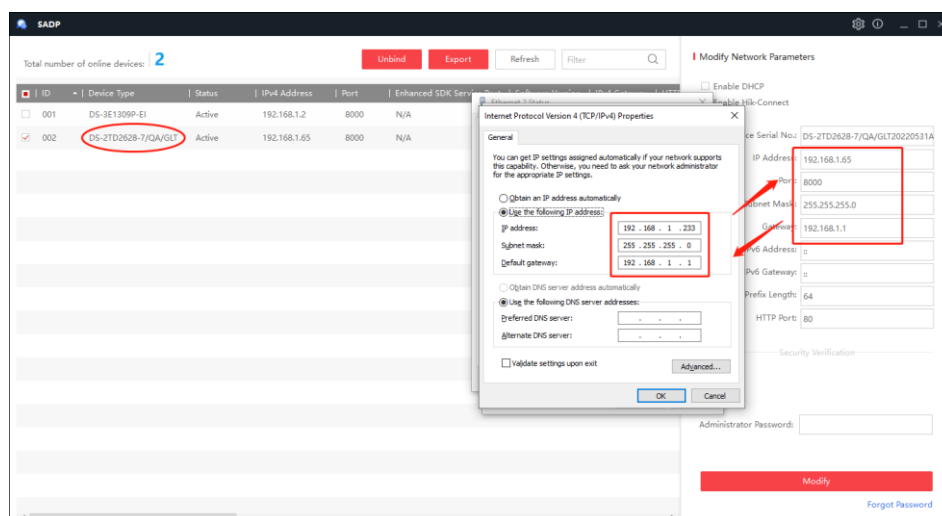 SADP
Total number of online devices: 2
Unbind
Export
Refresh
Filter
ID
Device Type
Status
IPv4 Address
Port
Enhanced SDK Serv
001
DS-3E1309P-EI
Active
192.168.1.2
8000
N/A
002
DS-2TD2628-7/QA/GLT
Active
192.168.1.65
8000
N/A
Ethernet 2 Status
Internet Protocol Version 4 (TCP/IPv4) Properties
General
You can get IP settings assigned automatically if your network supports
this capability. Otherwise, you need to ask your network administrator
for the appropriate IP settings.
Obtain an IP address automatically
Use the following IP address:
IP address: 192 . 168 . 1 . 233
Subnet mask: 255 . 255 . 255 . 0
Default gateway: 192 . 168 . 1 . 1
Obtain DNS server address automatically
Use the following DNS server addresses:
Preferred DNS server: . . .
Alternate DNS server: . . .
Validate settings upon exit
Advanced...
OK
Cancel
Modify Network Parameters
Enable DHCP
Enable Hik-Connect
ce Serial No.: DS-2TD2628-7/QA/GLT20220531A
IP Address: 192.168.1.65
Port: 8000
Subnet Mask: 255.255.255.0
Gateway: 192.168.1.1
IPv6 Address: ::
IPv6 Gateway: ::
Prefix Length: 64
HTTP Port: 80
Security Verification
Administrator Password:
Modify
Forgot Password